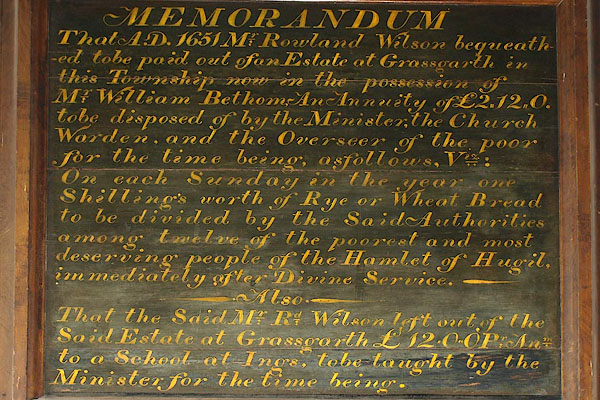 MEMORANDUM
That A.D. 1651 Mr. Rowland Wilson bequeath-
-ed tobe paid out of an Estate at Grassgarth in
this Township now in the possession of
Mr. William Bethom, An Annuity of £2.12.0.
tobe disposed of by the Minister, the Church
Warden, and the Overseer of the poor
for the time being, asfollows, Vizt:
On each Sunday in the year one
Shilling's worth of Rye or Wheat Bread
to be divided by the Said Authorities
among twelve of the poorest and most
deserving people of the Hamlet of Hugil,
immediately after Divine Service.
Also
That the Said Mr. Rd. Wilson left out of the
Said Estate at Grassgarth £12.0.0 Pr. Anm.
to a School at Ings, tobe taught by the
Minister for the time being.